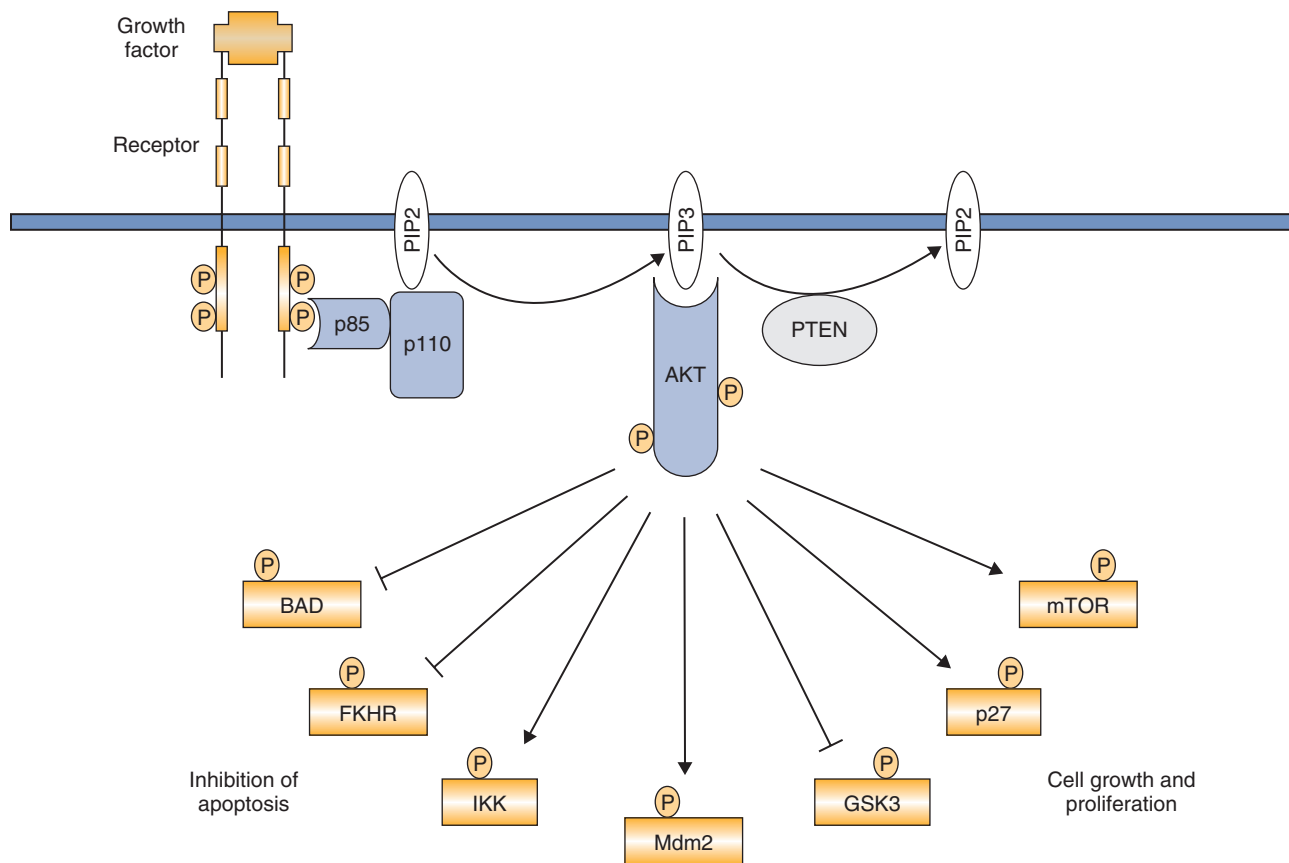 Growth
factor
Receptor
PIP2
PIP3
PIP2
P
P
P
P
p85
p110
AKT
PTEN
P
P
P
BAD
P
mTOR
P
FKHR
P
p27
P
IKK
P
GSK3
P
Mdm2
Inhibition of
apoptosis
Cell growth and
proliferation